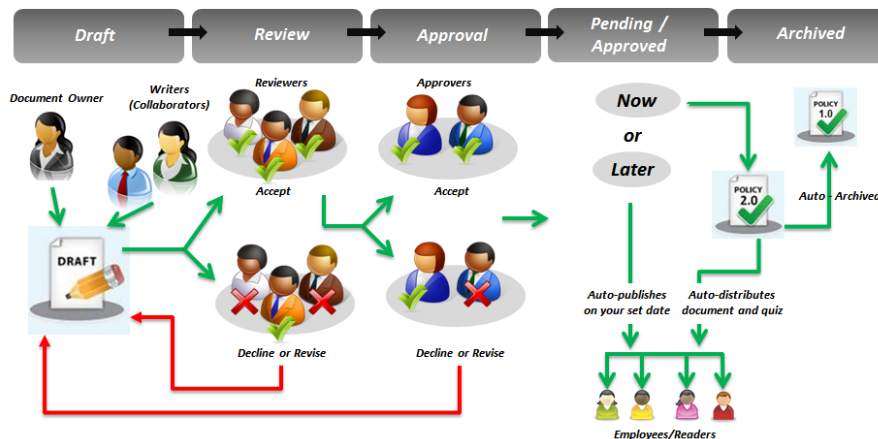 Draft
Review
Approval
Pending /
Approved
Archived
Document Owner
Writers
(Collaborators)
Reviewers
Approvers
Now
or
Later
POLICY
1.0
POLICY
2.0
Accept
Accept
Auto - Archived
DRAFT
Auto-publishes
on your set date
Auto-distributes
document and quiz
Decline or Revise
Decline or Revise
Employees/Readers